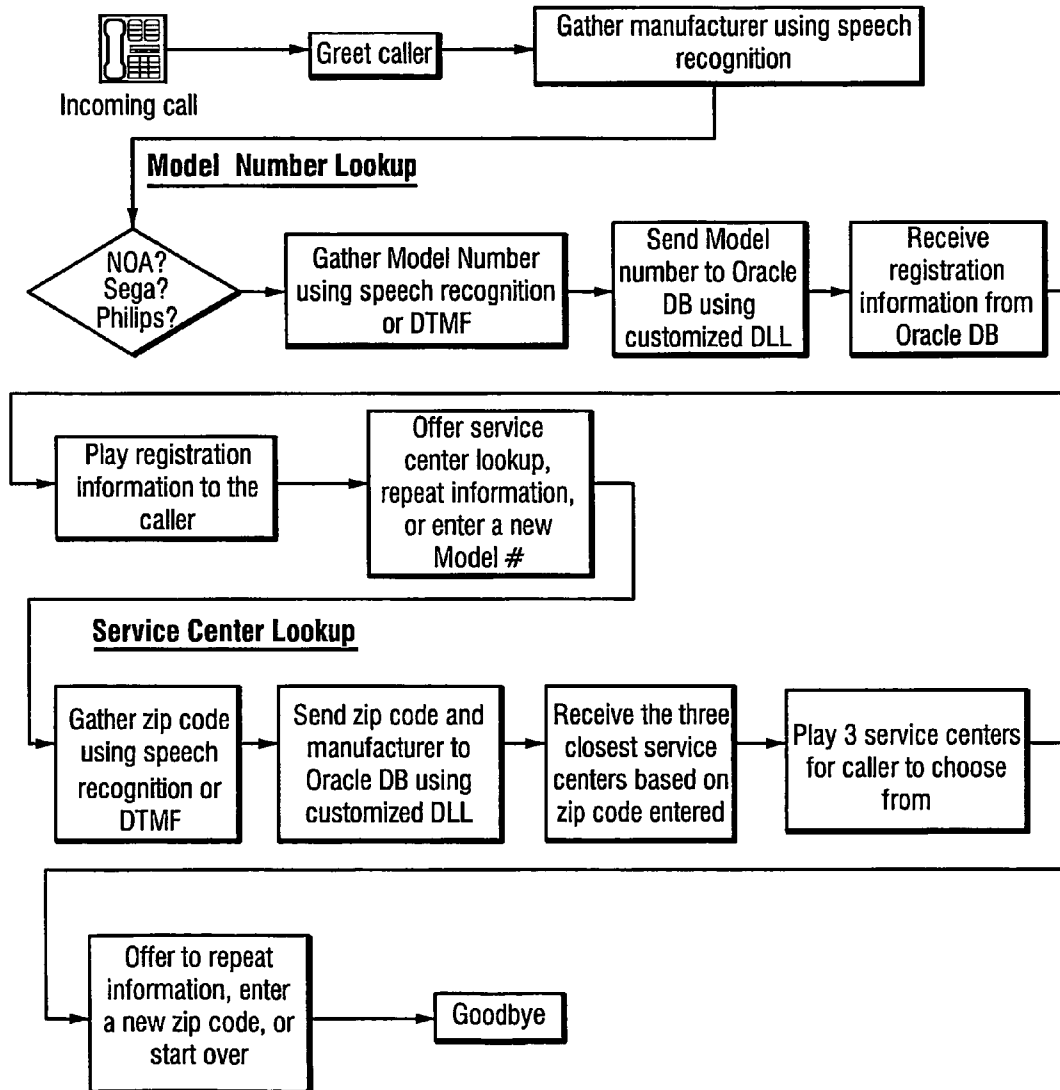 Incoming call
Greet caller
Gather manufacturer using speech
recognition
Model Number Lookup
NOA?
Sega?
Philips?
Gather Model Number
using speech recognition
or DTMF
Send Model
number to Oracle
DB using
customized DLL
Receive
registration
information from
Oracle DB
Play registration
information to the
caller
Offer service
center lookup,
repeat information,
or enter a new
Model #
Service Center Lookup
Gather zip code
using speech
recognition or
DTMF
Send zip code and
manufacturer to
Oracle DB using
customized DLL
Receive the three
closest service
centers based on
zip code entered
Play 3 service centers
for caller to choose
from
Offer to repeat
information, enter
a new zip code, or
start over
Goodbye